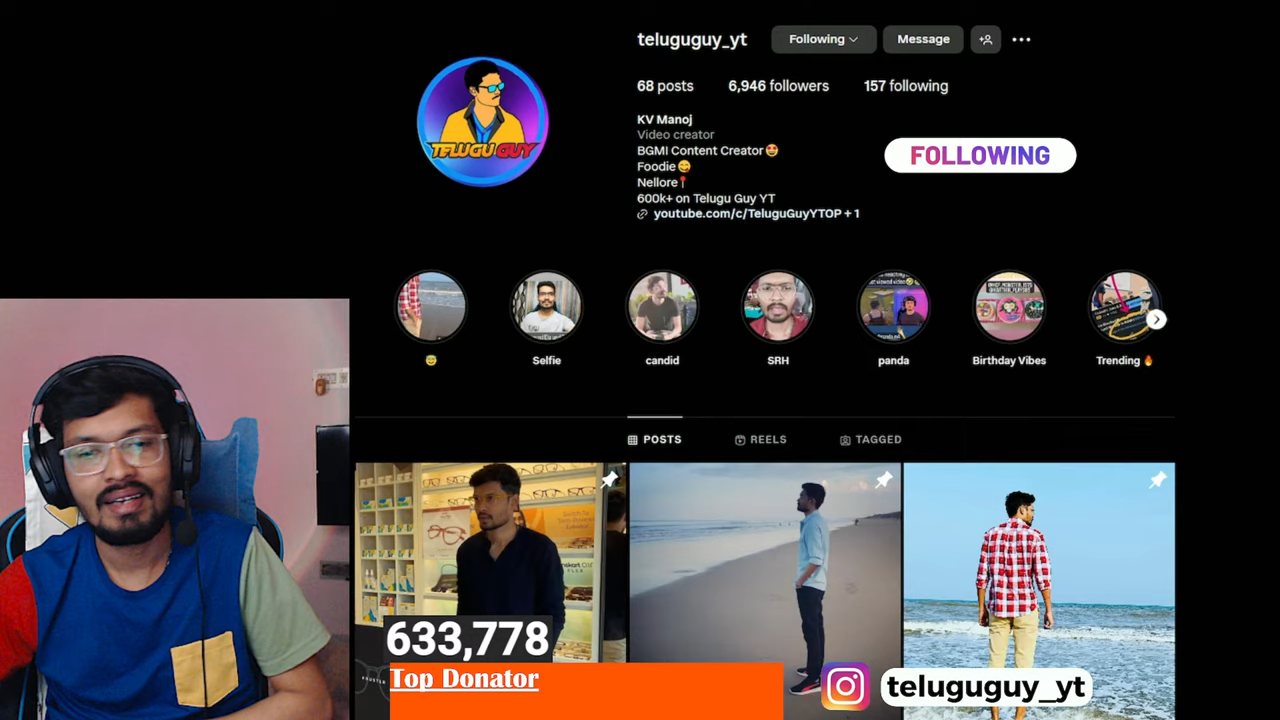 teluguguy_yt
Following
Message
68 posts
6,946 followers
157 following
KV Manoj
Video creator
BGMI Content Creator🤩
Foodie😋
Nellore📍
600k+ on Telugu Guy YT
youtube.com/c/TeluguGuyYTOP + 1
FOLLOWING
TELUGU GUY
😇
Selfie
candid
SRH
panda
Birthday Vibes
Trending 🔥
POSTS
REELS
TAGGED
633,778
Top Donator
teluguguy_yt